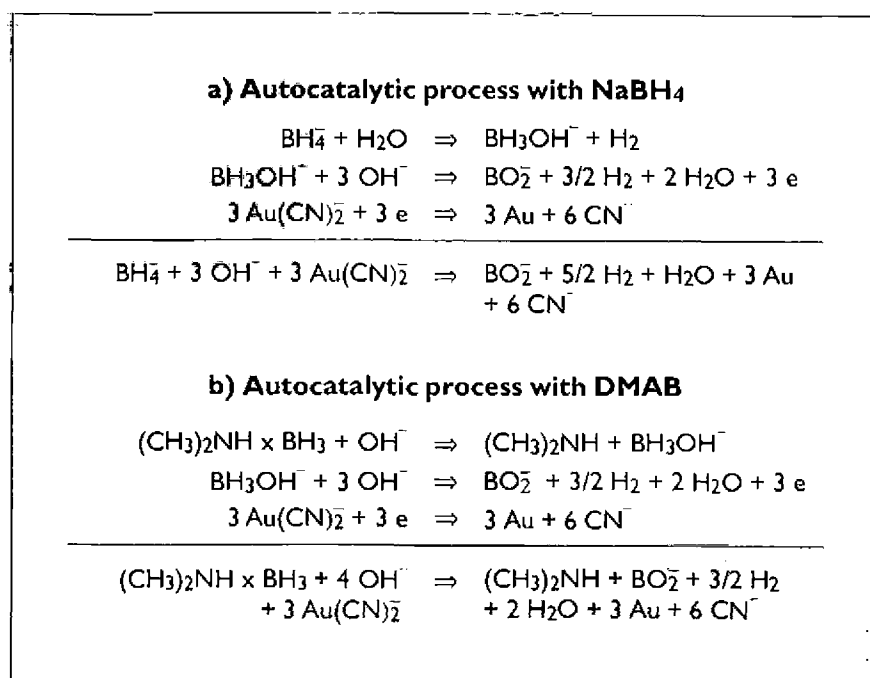 a) Autocatalytic process with NaBH₄
BH₄⁻ + H₂O ⇒ BH₃OH⁻ + H₂
BH₃OH⁻ + 3 OH⁻ ⇒ BO₂⁻ + 3/2 H₂ + 2 H₂O + 3 e
3 Au(CN)₂⁻ + 3 e ⇒ 3 Au + 6 CN⁻
BH₄⁻ + 3 OH⁻ + 3 Au(CN)₂⁻ ⇒ BO₂⁻ + 5/2 H₂ + H₂O + 3 Au
+ 6 CN⁻
b) Autocatalytic process with DMAB
(CH₃)₂NH x BH₃ + OH⁻ ⇒ (CH₃)₂NH + BH₃OH⁻
BH₃OH⁻ + 3 OH⁻ ⇒ BO₂⁻ + 3/2 H₂ + 2 H₂O + 3 e
3 Au(CN)₂⁻ + 3 e ⇒ 3 Au + 6 CN⁻
(CH₃)₂NH x BH₃ + 4 OH⁻ ⇒ (CH₃)₂NH + BO₂⁻ + 3/2 H₂
+ 3 Au(CN)₂⁻ + 2 H₂O + 3 Au + 6 CN⁻